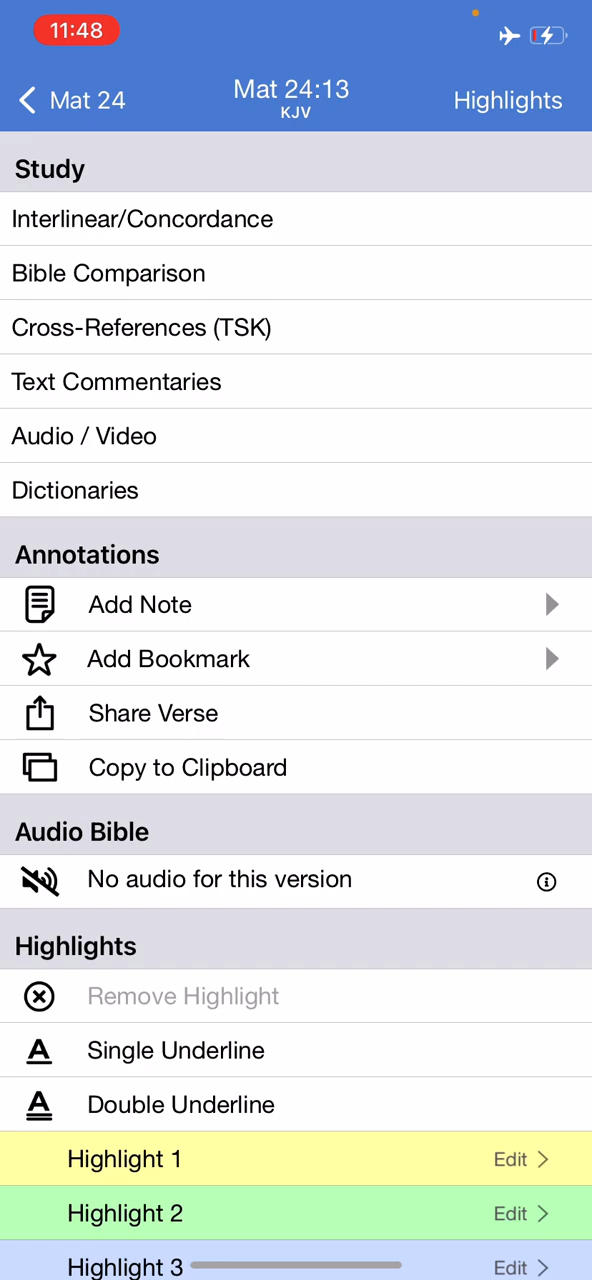 11:48
Mat 24
Mat 24:13
KJV
Highlights
Study
Interlinear/Concordance
Bible Comparison
Cross-References (TSK)
Text Commentaries
Audio / Video
Dictionaries
Annotations
Add Note
Add Bookmark
Share Verse
Copy to Clipboard
Audio Bible
No audio for this version
Highlights
Remove Highlight
A Single Underline
A Double Underline
Highlight 1 Edit
Highlight 2 Edit
Highlight 3 Edit